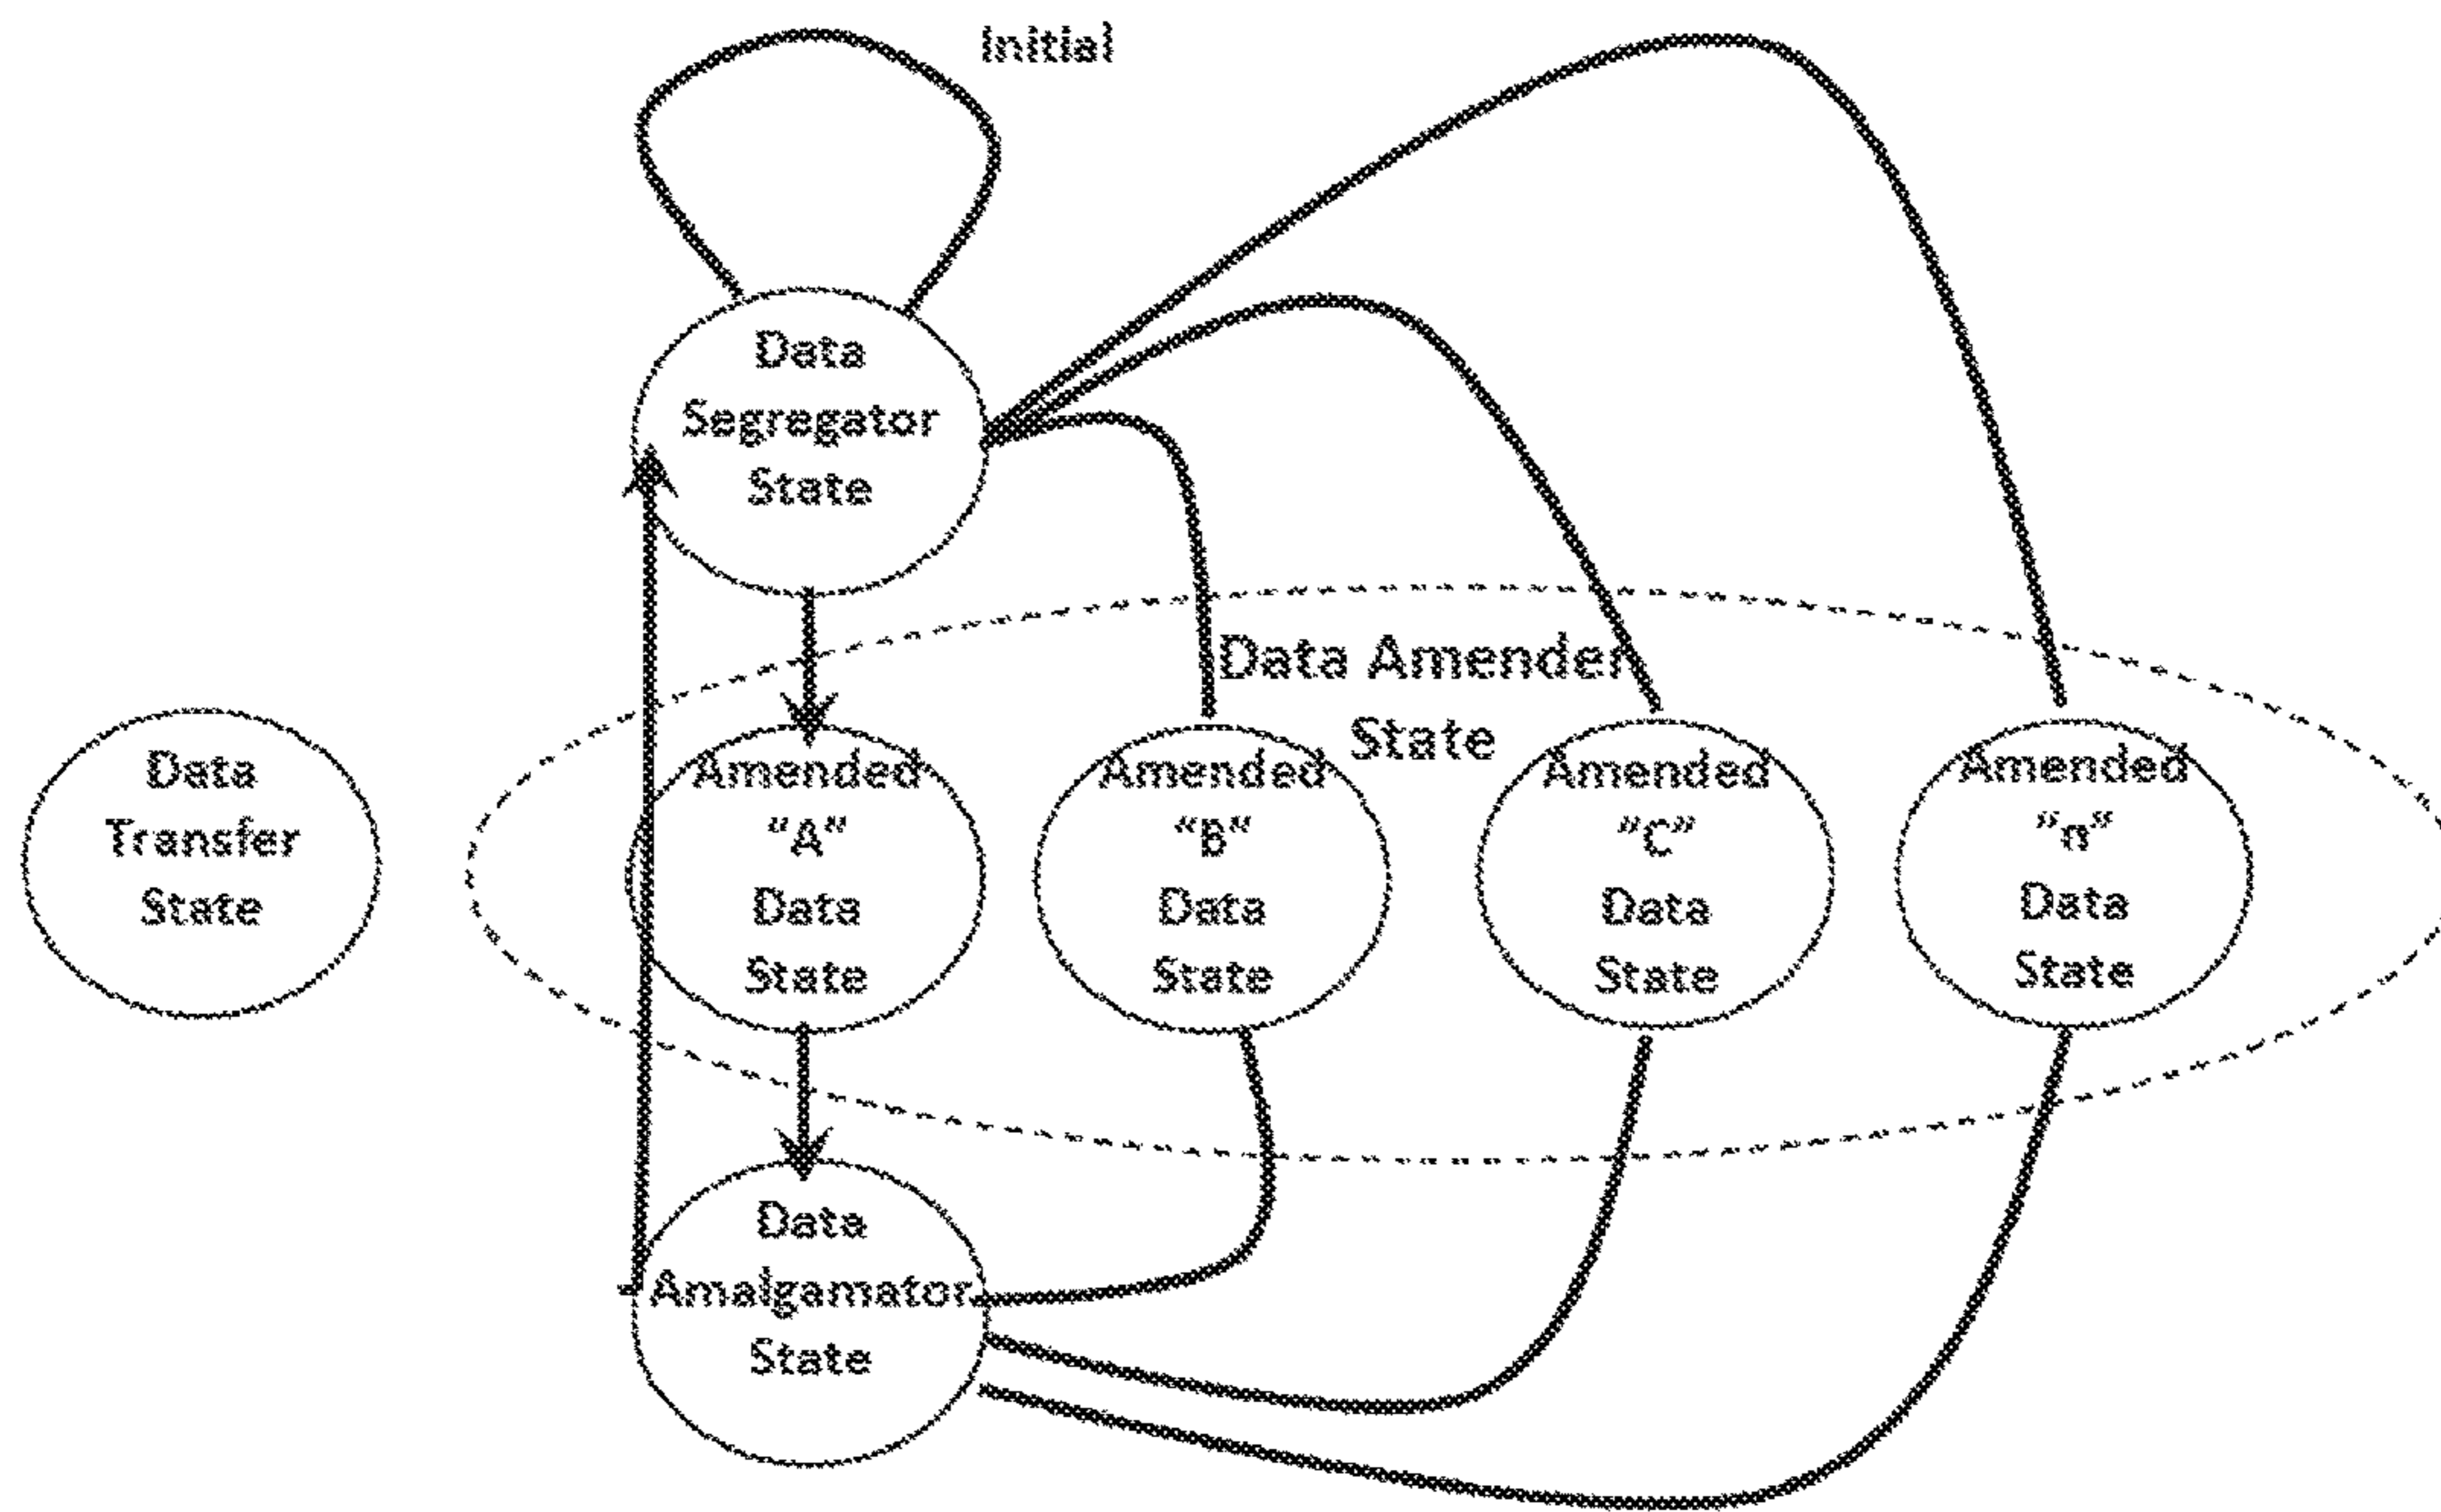 Initial
Data
Segregator
State
Data Amender
State
Data
Transfer
State
Amended
"A"
Data
State
Amended
"B"
Data
State
Amended
"C"
Data
State
Amended
"n"
Data
State
Data
Amalgamator
State